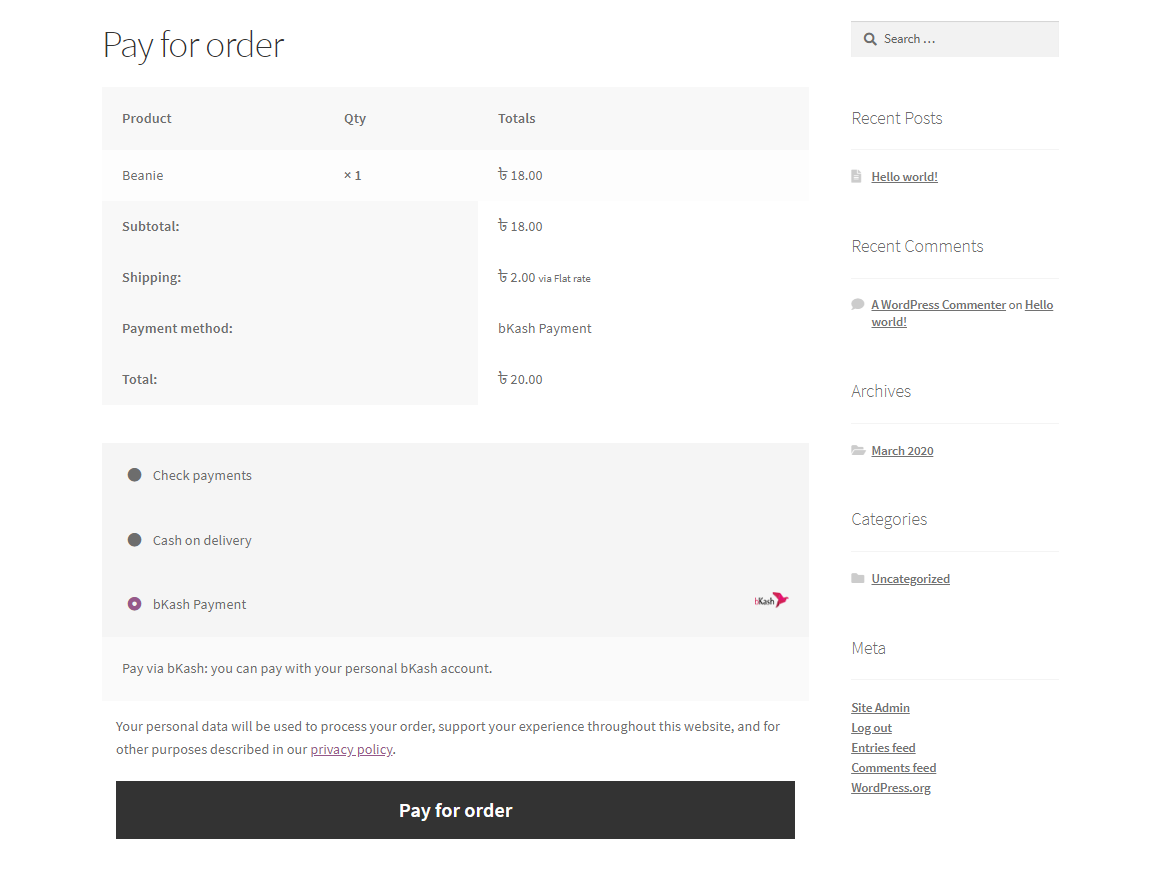 Pay for order
Product Qty Totals
Beanie × 1 ৳ 18.00
Subtotal: ৳ 18.00
Shipping: ৳ 2.00 via Flat rate
Payment method: bKash Payment
Total: ৳ 20.00
Check payments
Cash on delivery
bKash Payment
bKash
Pay via bKash: you can pay with your personal bKash account.
Your personal data will be used to process your order, support your experience throughout this website, and for
other purposes described in our privacy policy.
Pay for order
Search …
Recent Posts
Hello world!
Recent Comments
A WordPress Commenter on Hello
world!
Archives
March 2020
Categories
Uncategorized
Meta
Site Admin
Log out
Entries feed
Comments feed
WordPress.org